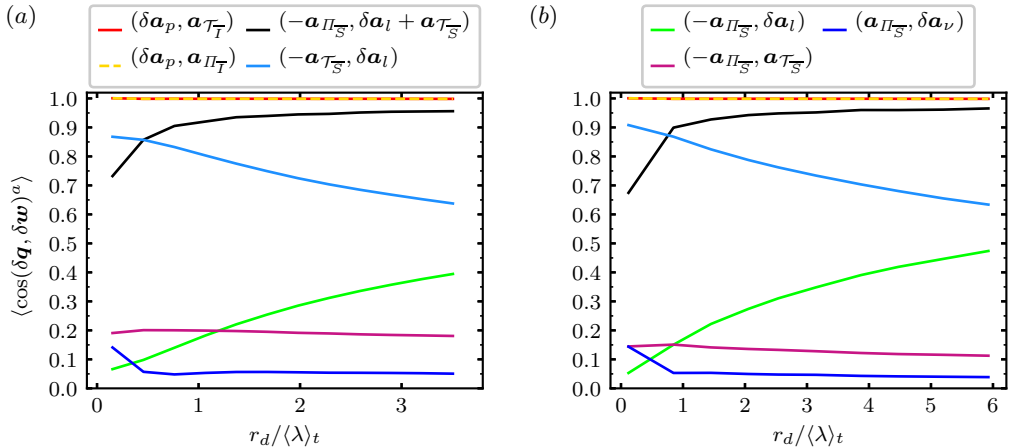 (a)
(δa_p, a_{𝒯_{\overline{I}}})
(δa_p, a_{Π_{\overline{I}}})
(−a_{Π_{\overline{S}}}, δa_l + a_{𝒯_{\overline{S}}})
(−a_{𝒯_{\overline{S}}}, δa_l)
⟨cos(δq, δw)^a⟩
1.0
0.9
0.8
0.7
0.6
0.5
0.4
0.3
0.2
0.1
0.0
0 1 2 3
r_d/⟨λ⟩_t
(b)
(−a_{Π_{\overline{S}}}, δa_l)
(−a_{Π_{\overline{S}}}, a_{𝒯_{\overline{S}}})
(a_{Π_{\overline{S}}}, δa_ν)
1.0
0.9
0.8
0.7
0.6
0.5
0.4
0.3
0.2
0.1
0.0
0 1 2 3 4 5 6
r_d/⟨λ⟩_t